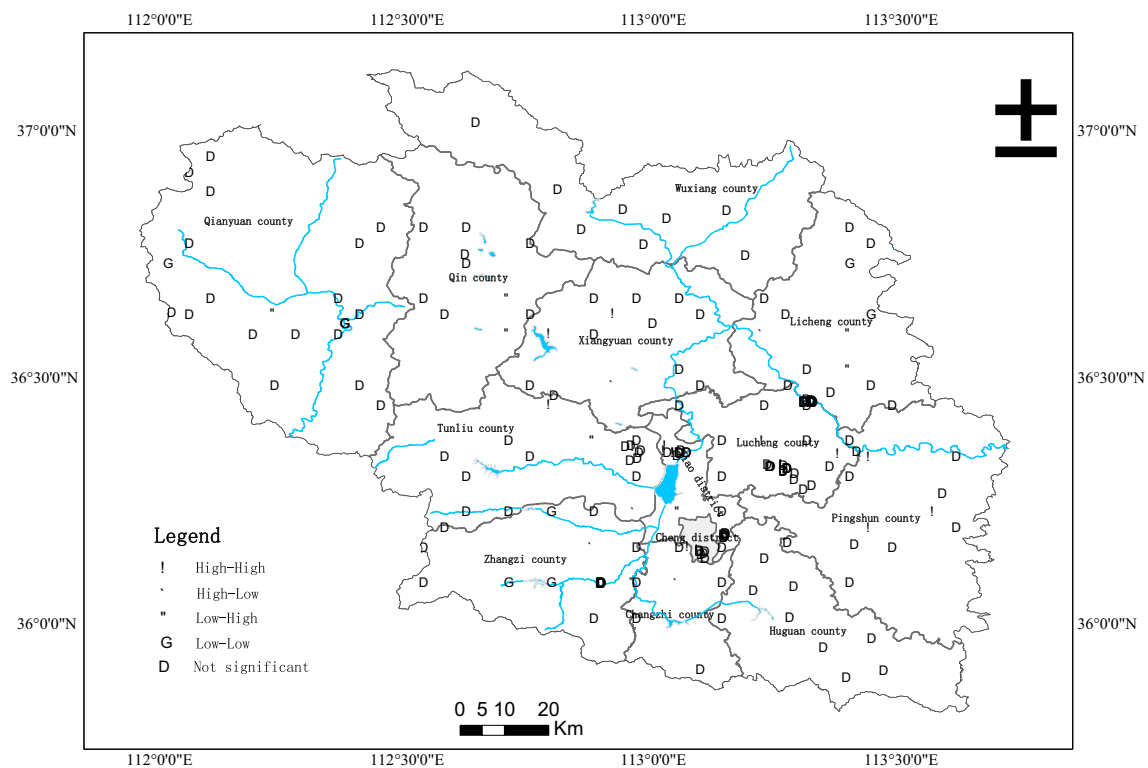 112°0'0"E 112°30'0"E 113°0'0"E 113°30'0"E
37°0'0"N 37°0'0"N
Wuxiang county
Qianyuan county
Qin county
Licheng county
Xiangyuan county
36°30'0"N 36°30'0"N
Tunliu county
Lucheng county
district
Pingshun county
Cheng district
Legend
Zhangzi county
! High-High
` High-Low
" Low-High
G Low-Low
D Not significant
Changzhi county
36°0'0"N 36°0'0"N
Huguan county
0 5 10 20
Km
112°0'0"E 112°30'0"E 113°0'0"E 113°30'0"E